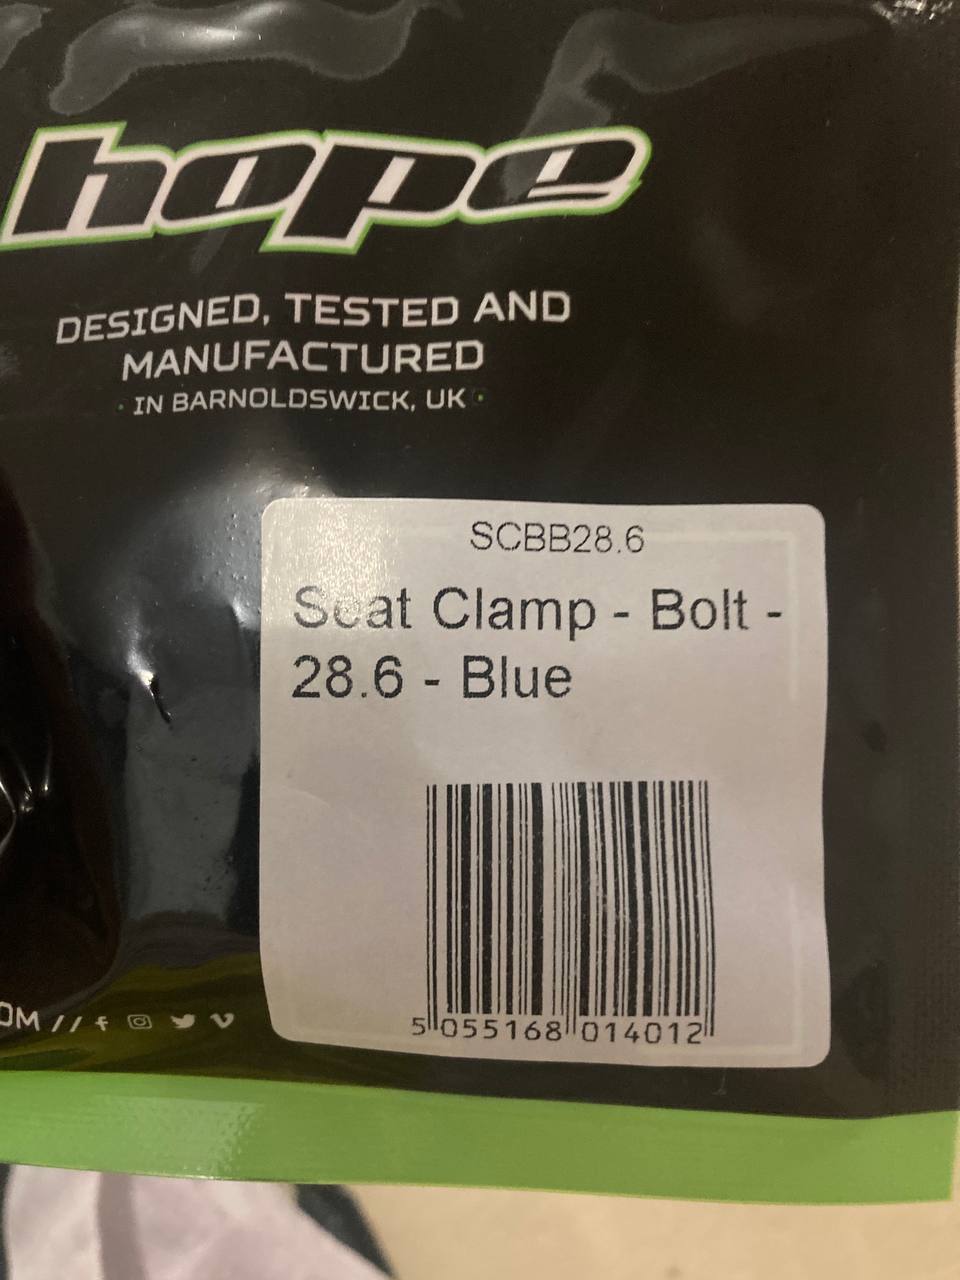 hope
DESIGNED, TESTED AND
MANUFACTURED
· IN BARNOLDSWICK, UK ·
SCBB28.6
Seat Clamp - Bolt -
28.6 - Blue
5 055168 014012
OM //